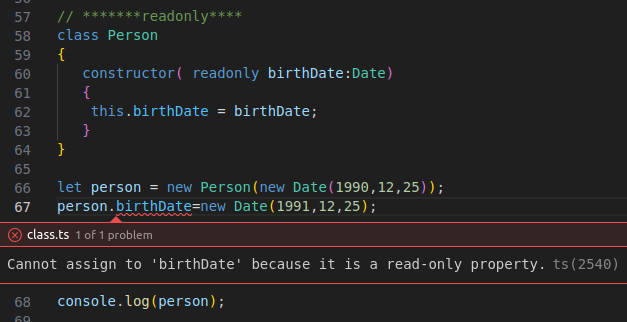 57 // *******readonly****
58 class Person
59 {
60 constructor( readonly birthDate:Date)
61 {
62 this.birthDate = birthDate;
63 }
64 }
65
66 let person = new Person(new Date(1990,12,25));
67 person.birthDate=new Date(1991,12,25);
class.ts 1 of 1 problem
Cannot assign to 'birthDate' because it is a read-only property. ts(2540)
68 console.log(person);